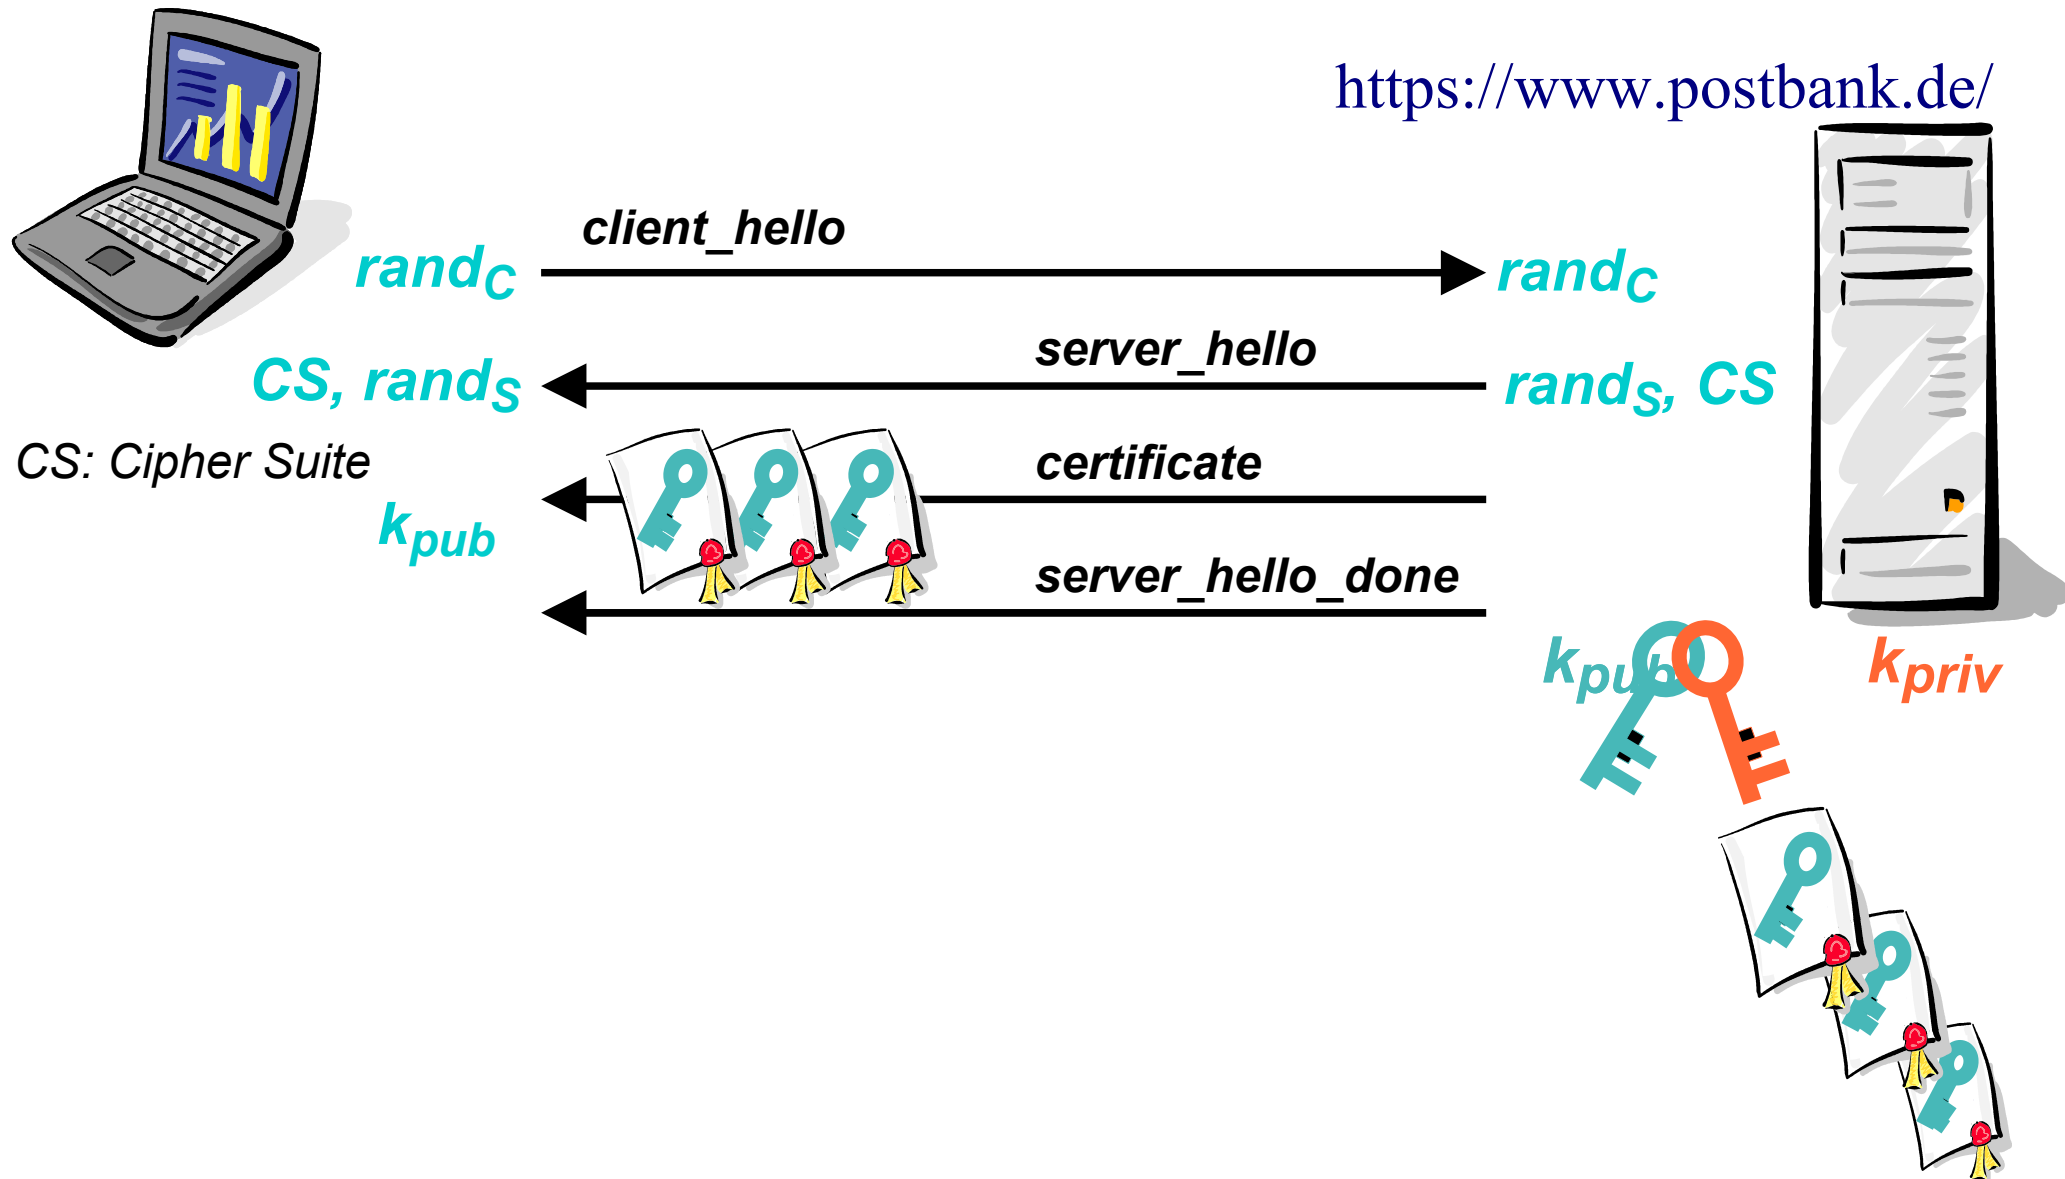 https://www.postbank.de/
client_hello
randC randC
server_hello
CS, randS randS, CS
CS: Cipher Suite certificate
kpub
server_hello_done
kpub kpriv